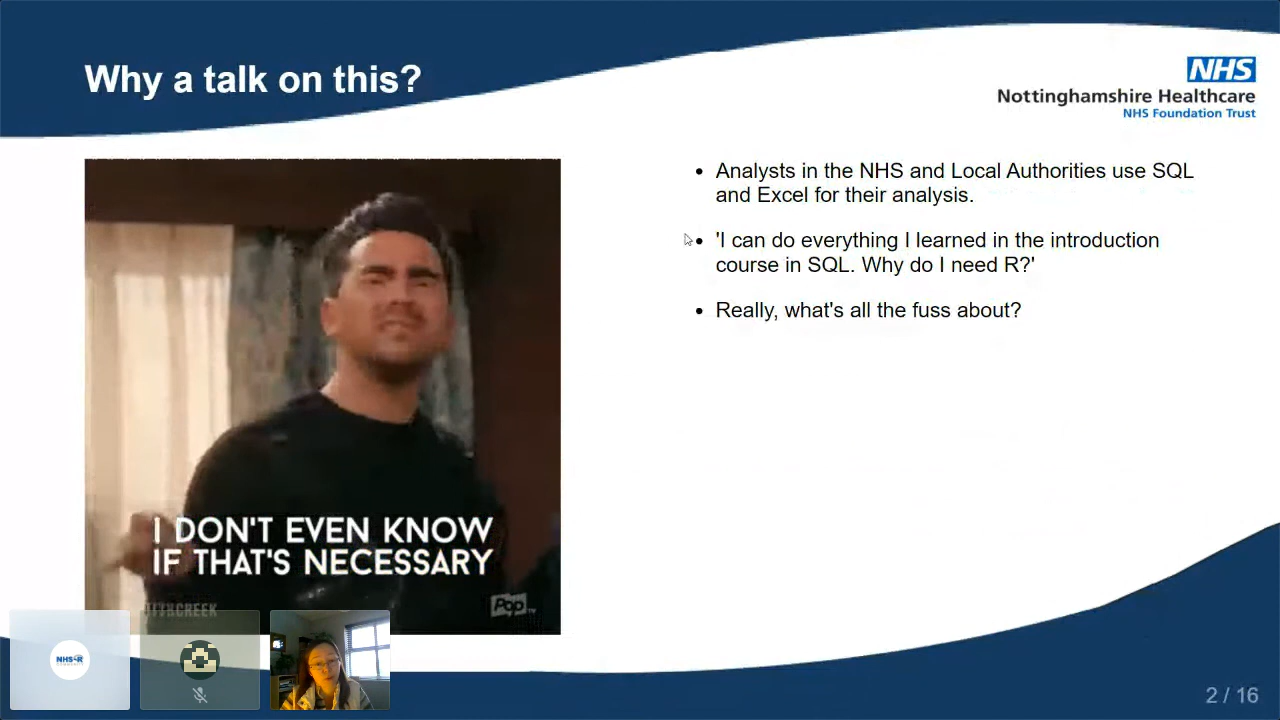 Why a talk on this?
NHS
Nottinghamshire Healthcare
NHS Foundation Trust
• Analysts in the NHS and Local Authorities use SQL
and Excel for their analysis.
• 'I can do everything I learned in the introduction
course in SQL. Why do I need R?'
• Really, what's all the fuss about?
I DON'T EVEN KNOW
IF THAT'S NECESSARY
Pop
2 / 16